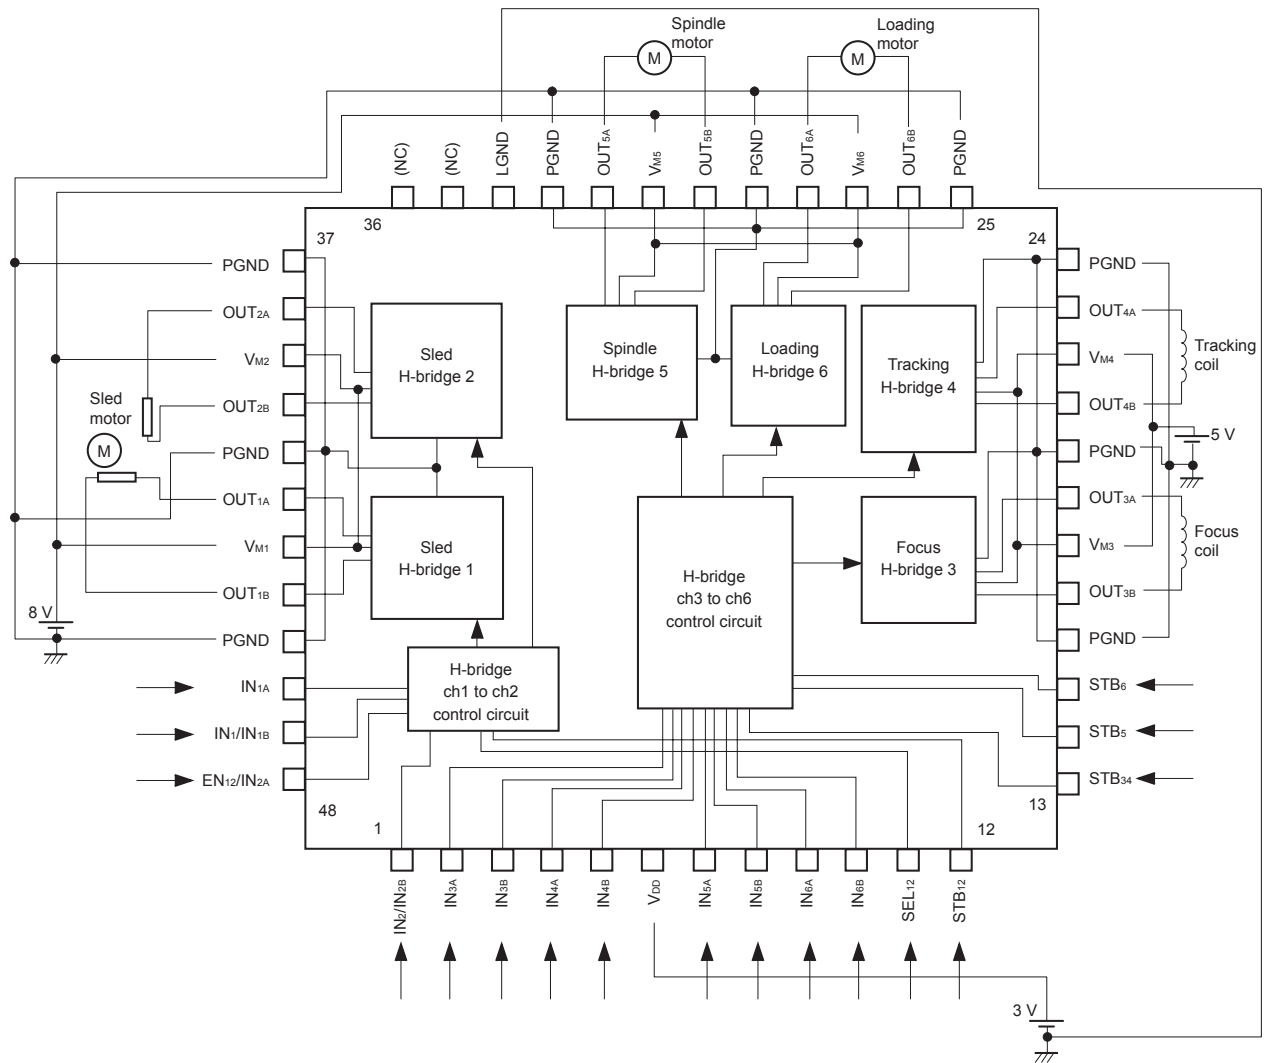 Spindle
motor
M
Loading
motor
M
(NC)
(NC)
LGND
PGND
OUT5A
VM5
OUT5B
PGND
OUT6A
VM6
OUT6B
PGND
36
25
37
24
PGND
OUT2A
VM2
OUT2B
Sled
motor
M
PGND
OUT1A
VM1
OUT1B
8 V
PGND
IN1A
IN1/IN1B
EN12/IN2A
Sled
H-bridge 2
Sled
H-bridge 1
H-bridge
ch1 to ch2
control circuit
Spindle
H-bridge 5
Loading
H-bridge 6
Tracking
H-bridge 4
H-bridge
ch3 to ch6
control circuit
Focus
H-bridge 3
PGND
OUT4A
VM4
OUT4B
Tracking
coil
5 V
PGND
OUT3A
VM3
OUT3B
Focus
coil
PGND
STB6
STB5
STB34
48
1
12
13
IN2/IN2B
IN3A
IN3B
IN4A
IN4B
VDD
IN5A
IN5B
IN6A
IN6B
SEL12
STB12
3 V